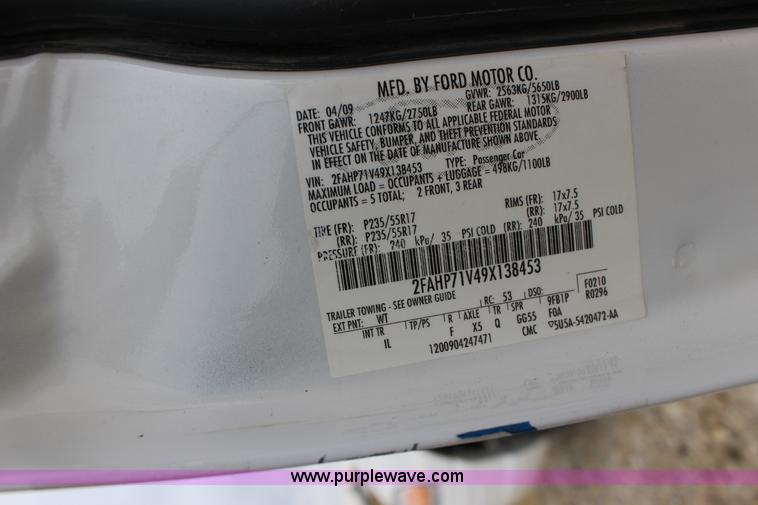 MFD. BY FORD MOTOR CO.
DATE: 04/09 GVWR: 2563KG/5650LB
FRONT GAWR: 1247KG/2750LB REAR GAWR: 1315KG/2900LB
THIS VEHICLE CONFORMS TO ALL APPLICABLE FEDERAL MOTOR
VEHICLE SAFETY, BUMPER, AND THEFT PREVENTION STANDARDS
IN EFFECT ON THE DATE OF MANUFACTURE SHOWN ABOVE.
VIN: 2FAHP71V49X138453 TYPE: Passenger Car
MAXIMUM LOAD = OCCUPANTS + LUGGAGE = 498KG/1100LB
OCCUPANTS = 5 TOTAL; 2 FRONT, 3 REAR
TIRE (FR): P235/55R17 RIMS (FR): 17x7.5
(RR): P235/55R17 (RR): 17x7.5
PRESSURE (FR): 240 kPa/ 35 PSI COLD (RR): 240 kPa/ 35 PSI COLD
2FAHP71V49X138453
TRAILER TOWING - SEE OWNER GUIDE
EXT PNT: WT RC: 53 DSO: F0210
INT TR TP/PS R AXLE TR SPR 9FB1P R0296
IL F X5 Q GG55 F0A
1200904247471 CMC ▽5U5A-5420472-AA
www.purplewave.com